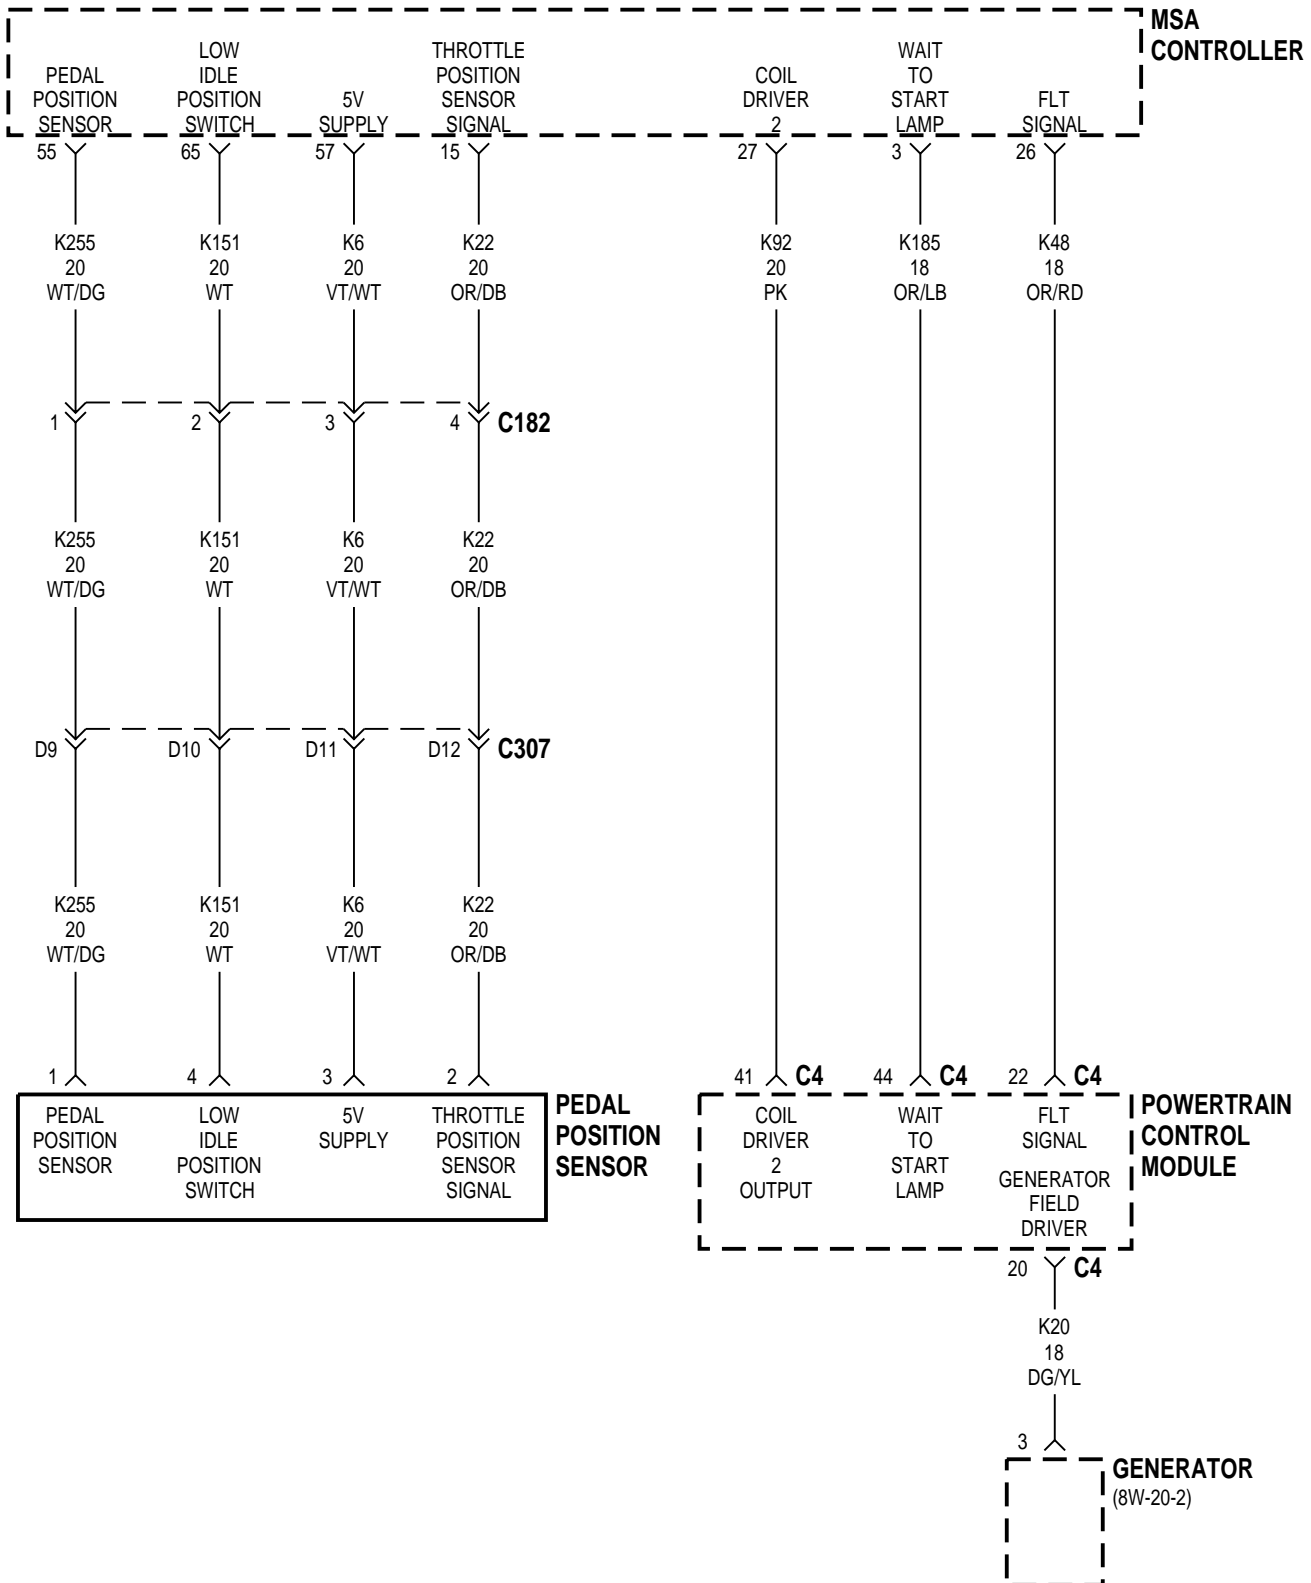 MSA
CONTROLLER
PEDAL
POSITION
SENSOR
LOW
IDLE
POSITION
SWITCH
5V
SUPPLY
THROTTLE
POSITION
SENSOR
SIGNAL
COIL
DRIVER
2
WAIT
TO
START
LAMP
FLT
SIGNAL
55 65 57 15 27 3 26
K255 K151 K6 K22 K92 K185 K48
20 20 20 20 20 18 18
WT/DG WT VT/WT OR/DB PK OR/LB OR/RD
1 2 3 4 C182
K255 K151 K6 K22
20 20 20 20
WT/DG WT VT/WT OR/DB
D9 D10 D11 D12 C307
K255 K151 K6 K22
20 20 20 20
WT/DG WT VT/WT OR/DB
1 4 3 2 41 C4 44 C4 22 C4
PEDAL
POSITION
SENSOR
LOW
IDLE
POSITION
SWITCH
5V
SUPPLY
THROTTLE
POSITION
SENSOR
SIGNAL
PEDAL
POSITION
SENSOR
COIL
DRIVER
2
OUTPUT
WAIT
TO
START
LAMP
FLT
SIGNAL
GENERATOR
FIELD
DRIVER
POWERTRAIN
CONTROL
MODULE
20 C4
K20
18
DG/YL
3
GENERATOR
(8W-20-2)